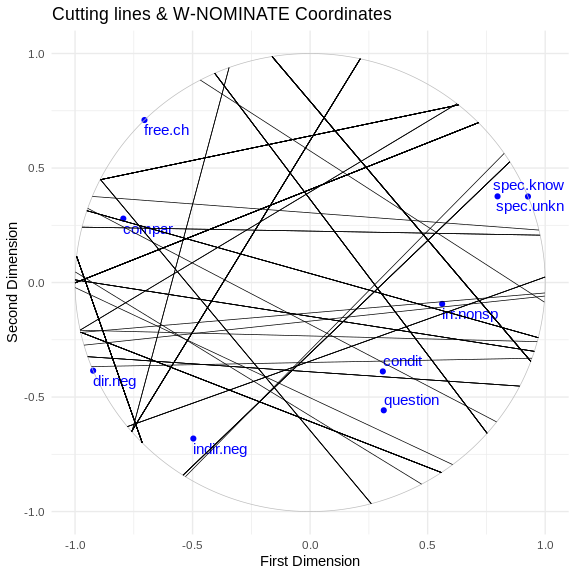 Cutting lines & W-NOMINATE Coordinates
1.0
0.5
0.0
-0.5
-1.0
Second Dimension
free.ch
spec.know
spec.unkn
compar
irr.nonsp
condit
dir.neg
question
indir.neg
-1.0
-0.5
0.0
0.5
1.0
First Dimension